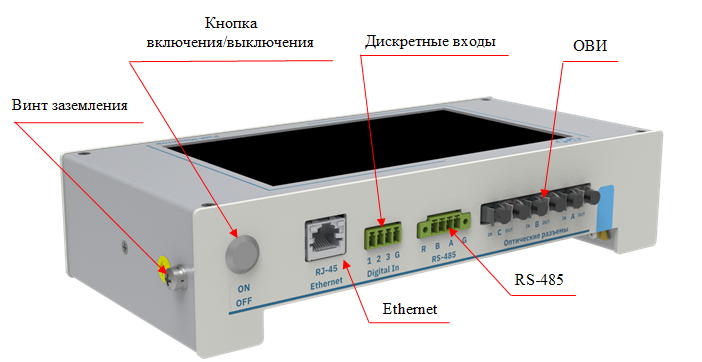 Кнопка
включения/выключения
Дискретные входы
ОВИ
Винт заземления
ON
OFF
RJ-45
Ethernet
1 2 3 G
Digital In
R B A G
RS-485
IN C OUT IN B OUT IN A OUT
Оптические разъемы
RS-485
Ethernet